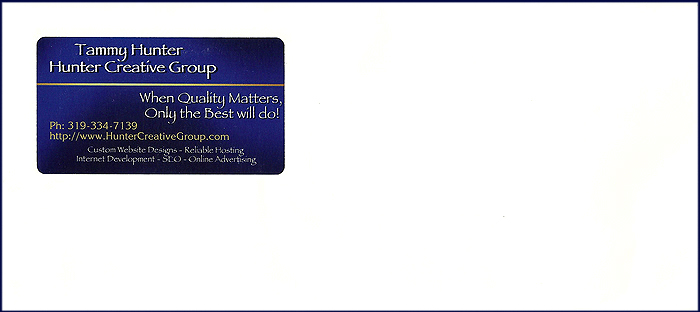 Tammy Hunter
Hunter Creative Group
When Quality Matters,
Only the Best will do!
Ph: 319-334-7139
http://www.HunterCreativeGroup.com
Custom Website Designs - Reliable Hosting
Internet Development - SEO - Online Advertising